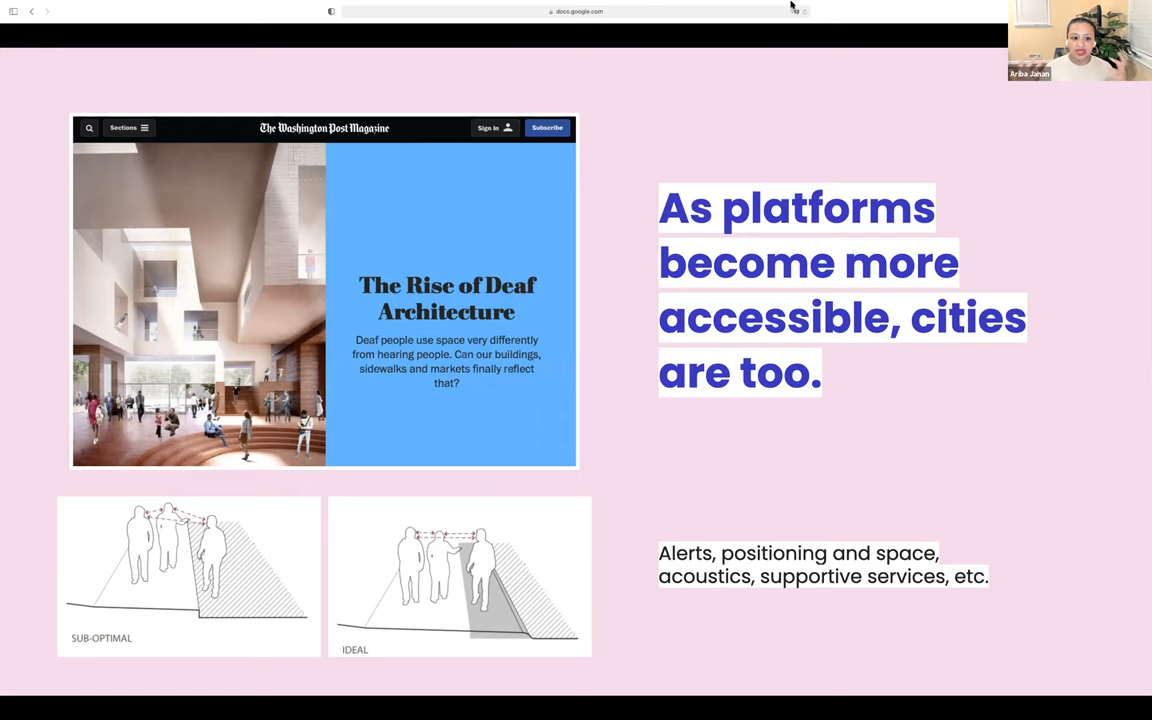 docs.google.com
Ariba Jahan
Sections
The Washington Post Magazine
Sign In
Subscribe
The Rise of Deaf
Architecture
Deaf people use space very differently
from hearing people. Can our buildings,
sidewalks and markets finally reflect
that?
As platforms
become more
accessible, cities
are too.
SUB-OPTIMAL
IDEAL
Alerts, positioning and space,
acoustics, supportive services, etc.